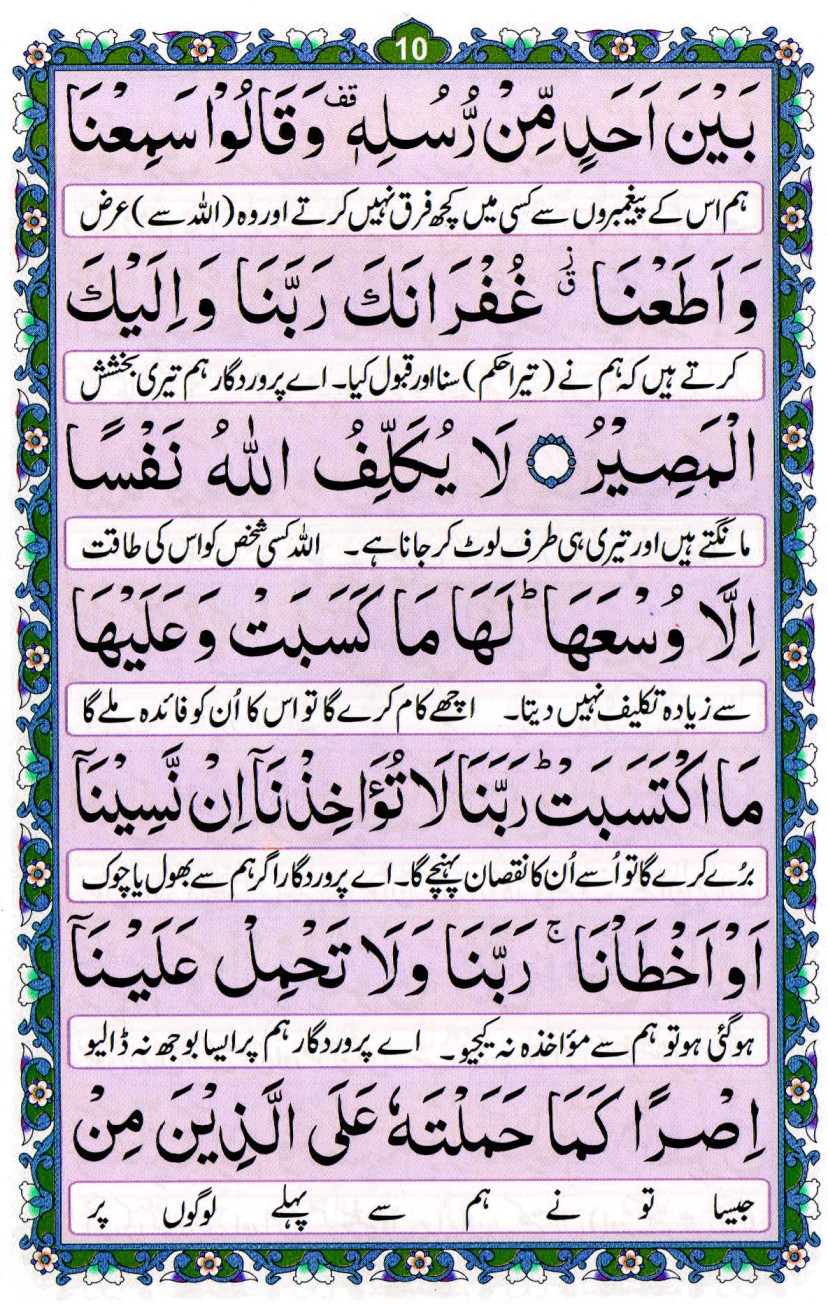 10
بَيْنَ اَحَدٍ مِّنْ رُّسُلِهٖ ۫ وَقَالُوْا سَمِعْنَا
ہم اس کے پیغمبروں سے کسی میں کچھ فرق نہیں کرتے اور وہ (اللہ سے) عرض
وَاَطَعْنَا ۫ غُفْرَانَكَ رَبَّنَا وَاِلَيْكَ
کرتے ہیں کہ ہم نے (تیرا حکم) سنا اور قبول کیا۔ اے پروردگار ہم تیری بخشش
الْمَصِيْرُ ۝ لَا يُكَلِّفُ اللّٰهُ نَفْسًا
مانگتے ہیں اور تیری ہی طرف لوٹ کر جانا ہے۔ اللہ کسی شخص کو اس کی طاقت
اِلَّا وُسْعَهَا ؕ لَهَا مَا كَسَبَتْ وَعَلَيْهَا
سے زیادہ تکلیف نہیں دیتا۔ اچھے کام کرے گا تو اس کا اُن کو فائدہ ملے گا
مَا اكْتَسَبَتْ ؕ رَبَّنَا لَا تُؤَاخِذْنَاۤ اِنْ نَّسِيْنَاۤ
برُے کرے گا تو اُسے اُن کا نقصان پہنچے گا۔ اے پروردگار اگر ہم سے بھول یا چوک
اَوْ اَخْطَاْنَا ۚ رَبَّنَا وَلَا تَحْمِلْ عَلَيْنَاۤ
ہو گئی ہو تو ہم سے مؤاخذہ نہ کیجیو۔ اے پروردگار ہم پر ایسا بوجھ نہ ڈالیو
اِصْرًا كَمَا حَمَلْتَهٗ عَلَى الَّذِيْنَ مِنْ
جیسا تو نے ہم سے پہلے لوگوں پر